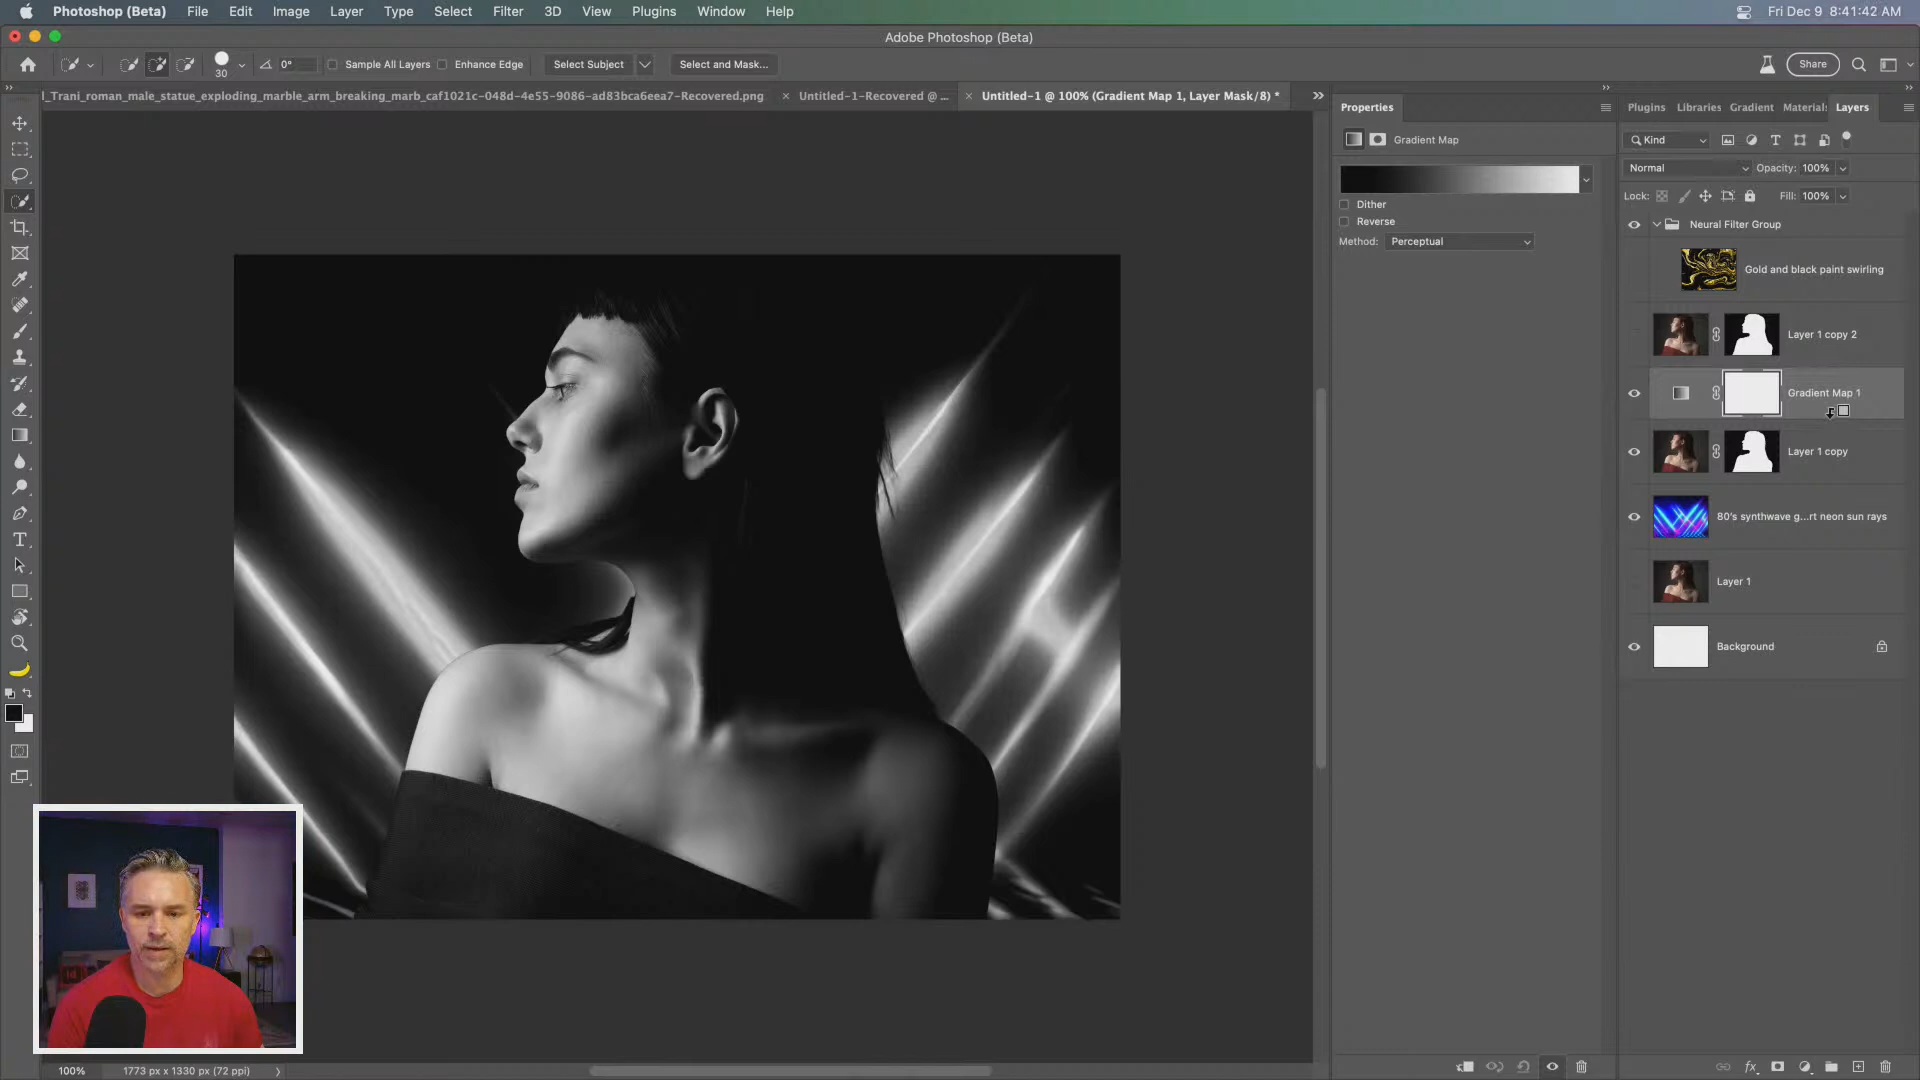 Photoshop (Beta) File Edit Image Layer Type Select Filter 3D View Plugins Window Help Fri Dec 9 8:41:42 AM
Adobe Photoshop (Beta)
30 0° Sample All Layers Enhance Edge Select Subject Select and Mask... Share
l_Trani_roman_male_statue_exploding_marble_arm_breaking_marb_caf1021c-048d-4e55-9086-ad83bca6eea7-Recovered.png × Untitled-1-Recovered @ ... × Untitled-1 @ 100% (Gradient Map 1, Layer Mask/8) *
Properties
Plugins Libraries Gradient Materials Layers
Gradient Map
Kind
Normal Opacity: 100%
Dither
Lock: Fill: 100%
Reverse
Neural Filter Group
Method: Perceptual
Gold and black paint swirling
Layer 1 copy 2
Gradient Map 1
Layer 1 copy
80's synthwave g...rt neon sun rays
Layer 1
Background
100% 1773 px x 1330 px (72 ppi)
fx